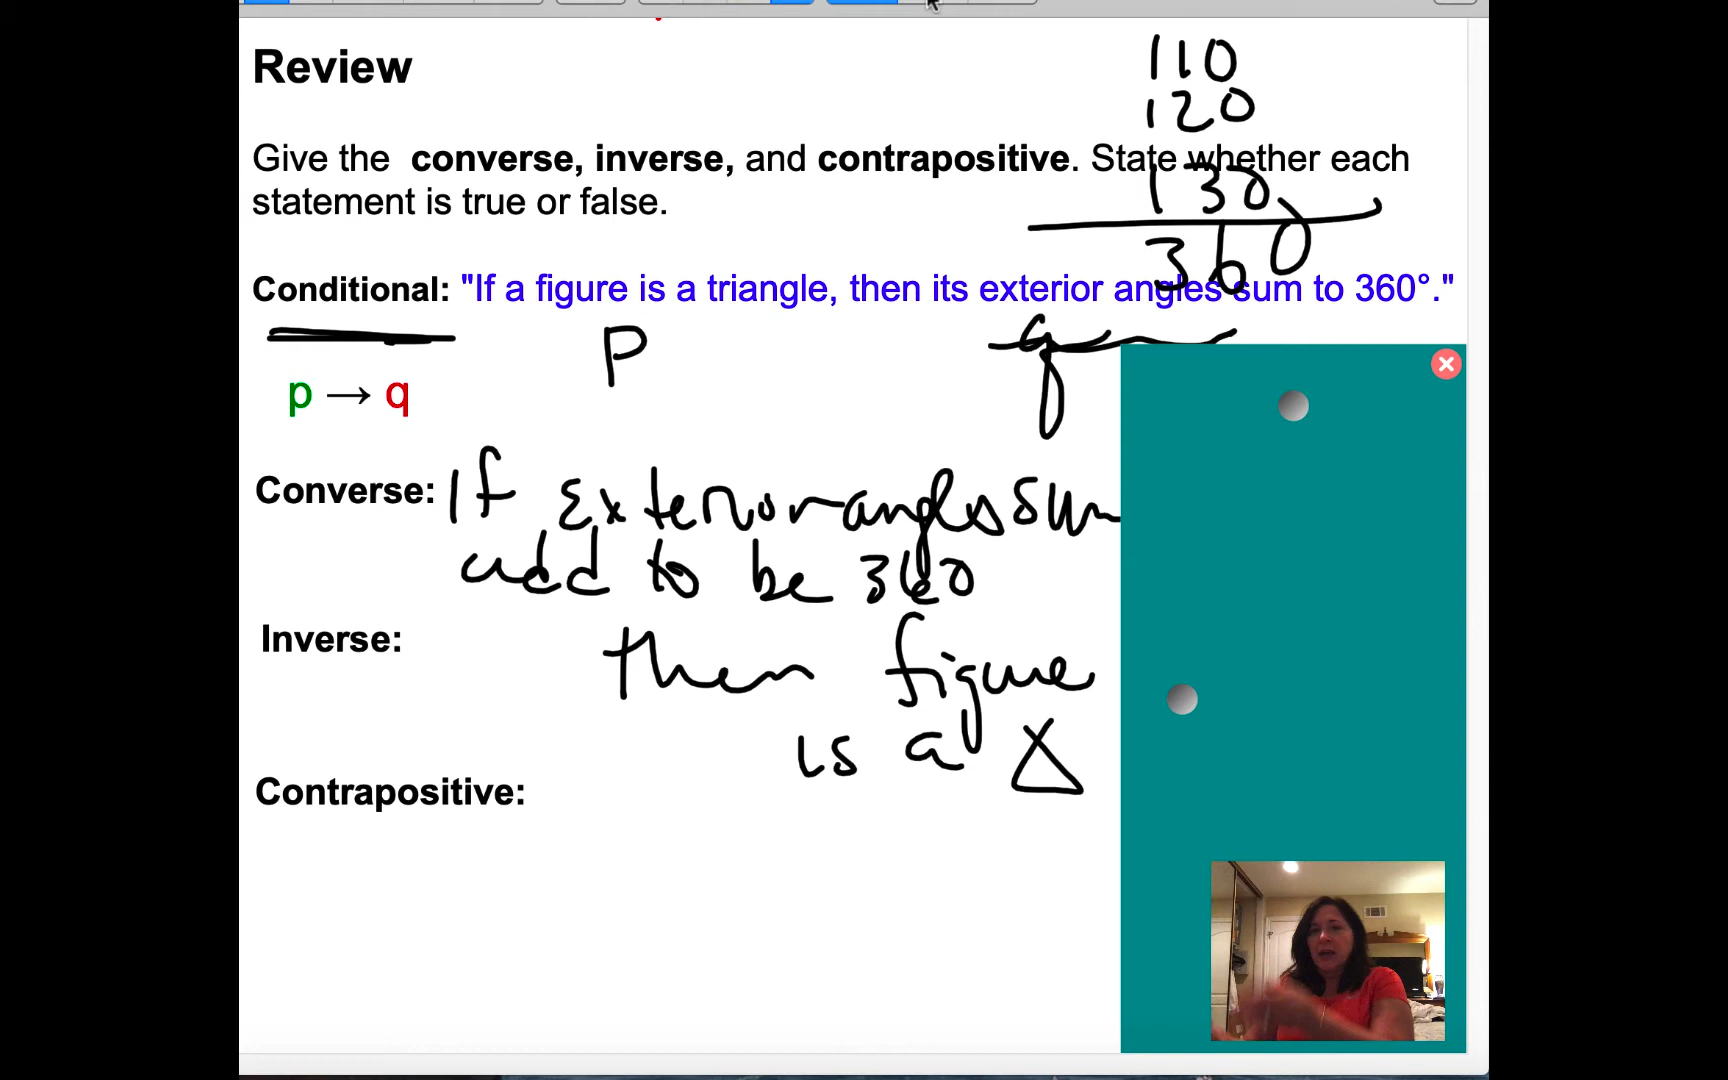 Review
110
120
Give the converse, inverse, and contrapositive. State whether each
130
statement is true or false.
360
Conditional: "If a figure is a triangle, then its exterior angles sum to 360°."
P
q
p → q
Converse: If exterior angles sum
add to be 360
Inverse:
then figure
is a △
Contrapositive: